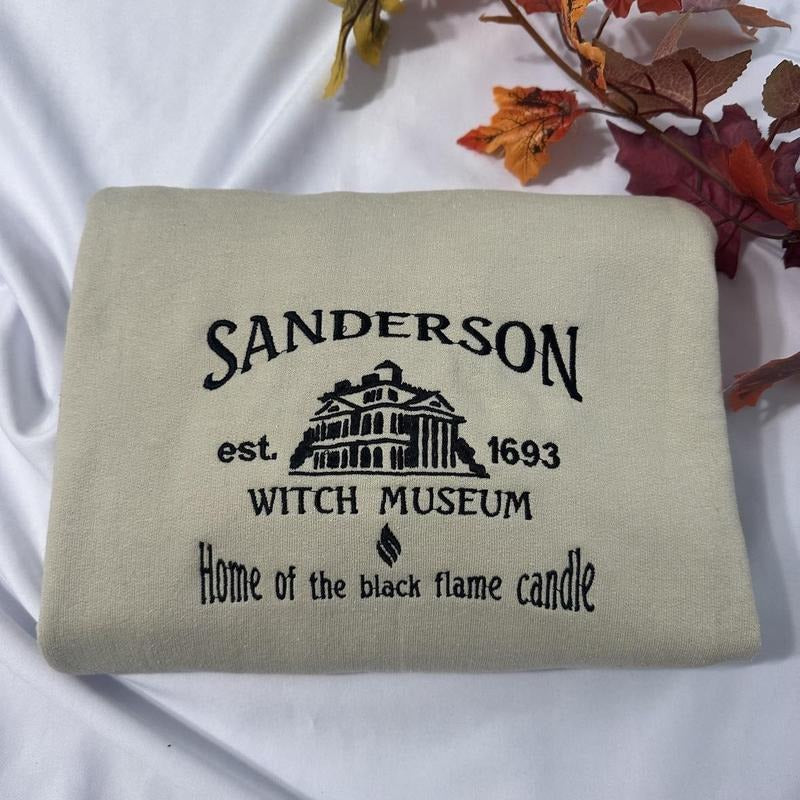 SANDERSON
est. 1693
WITCH MUSEUM
Home of the black flame candle